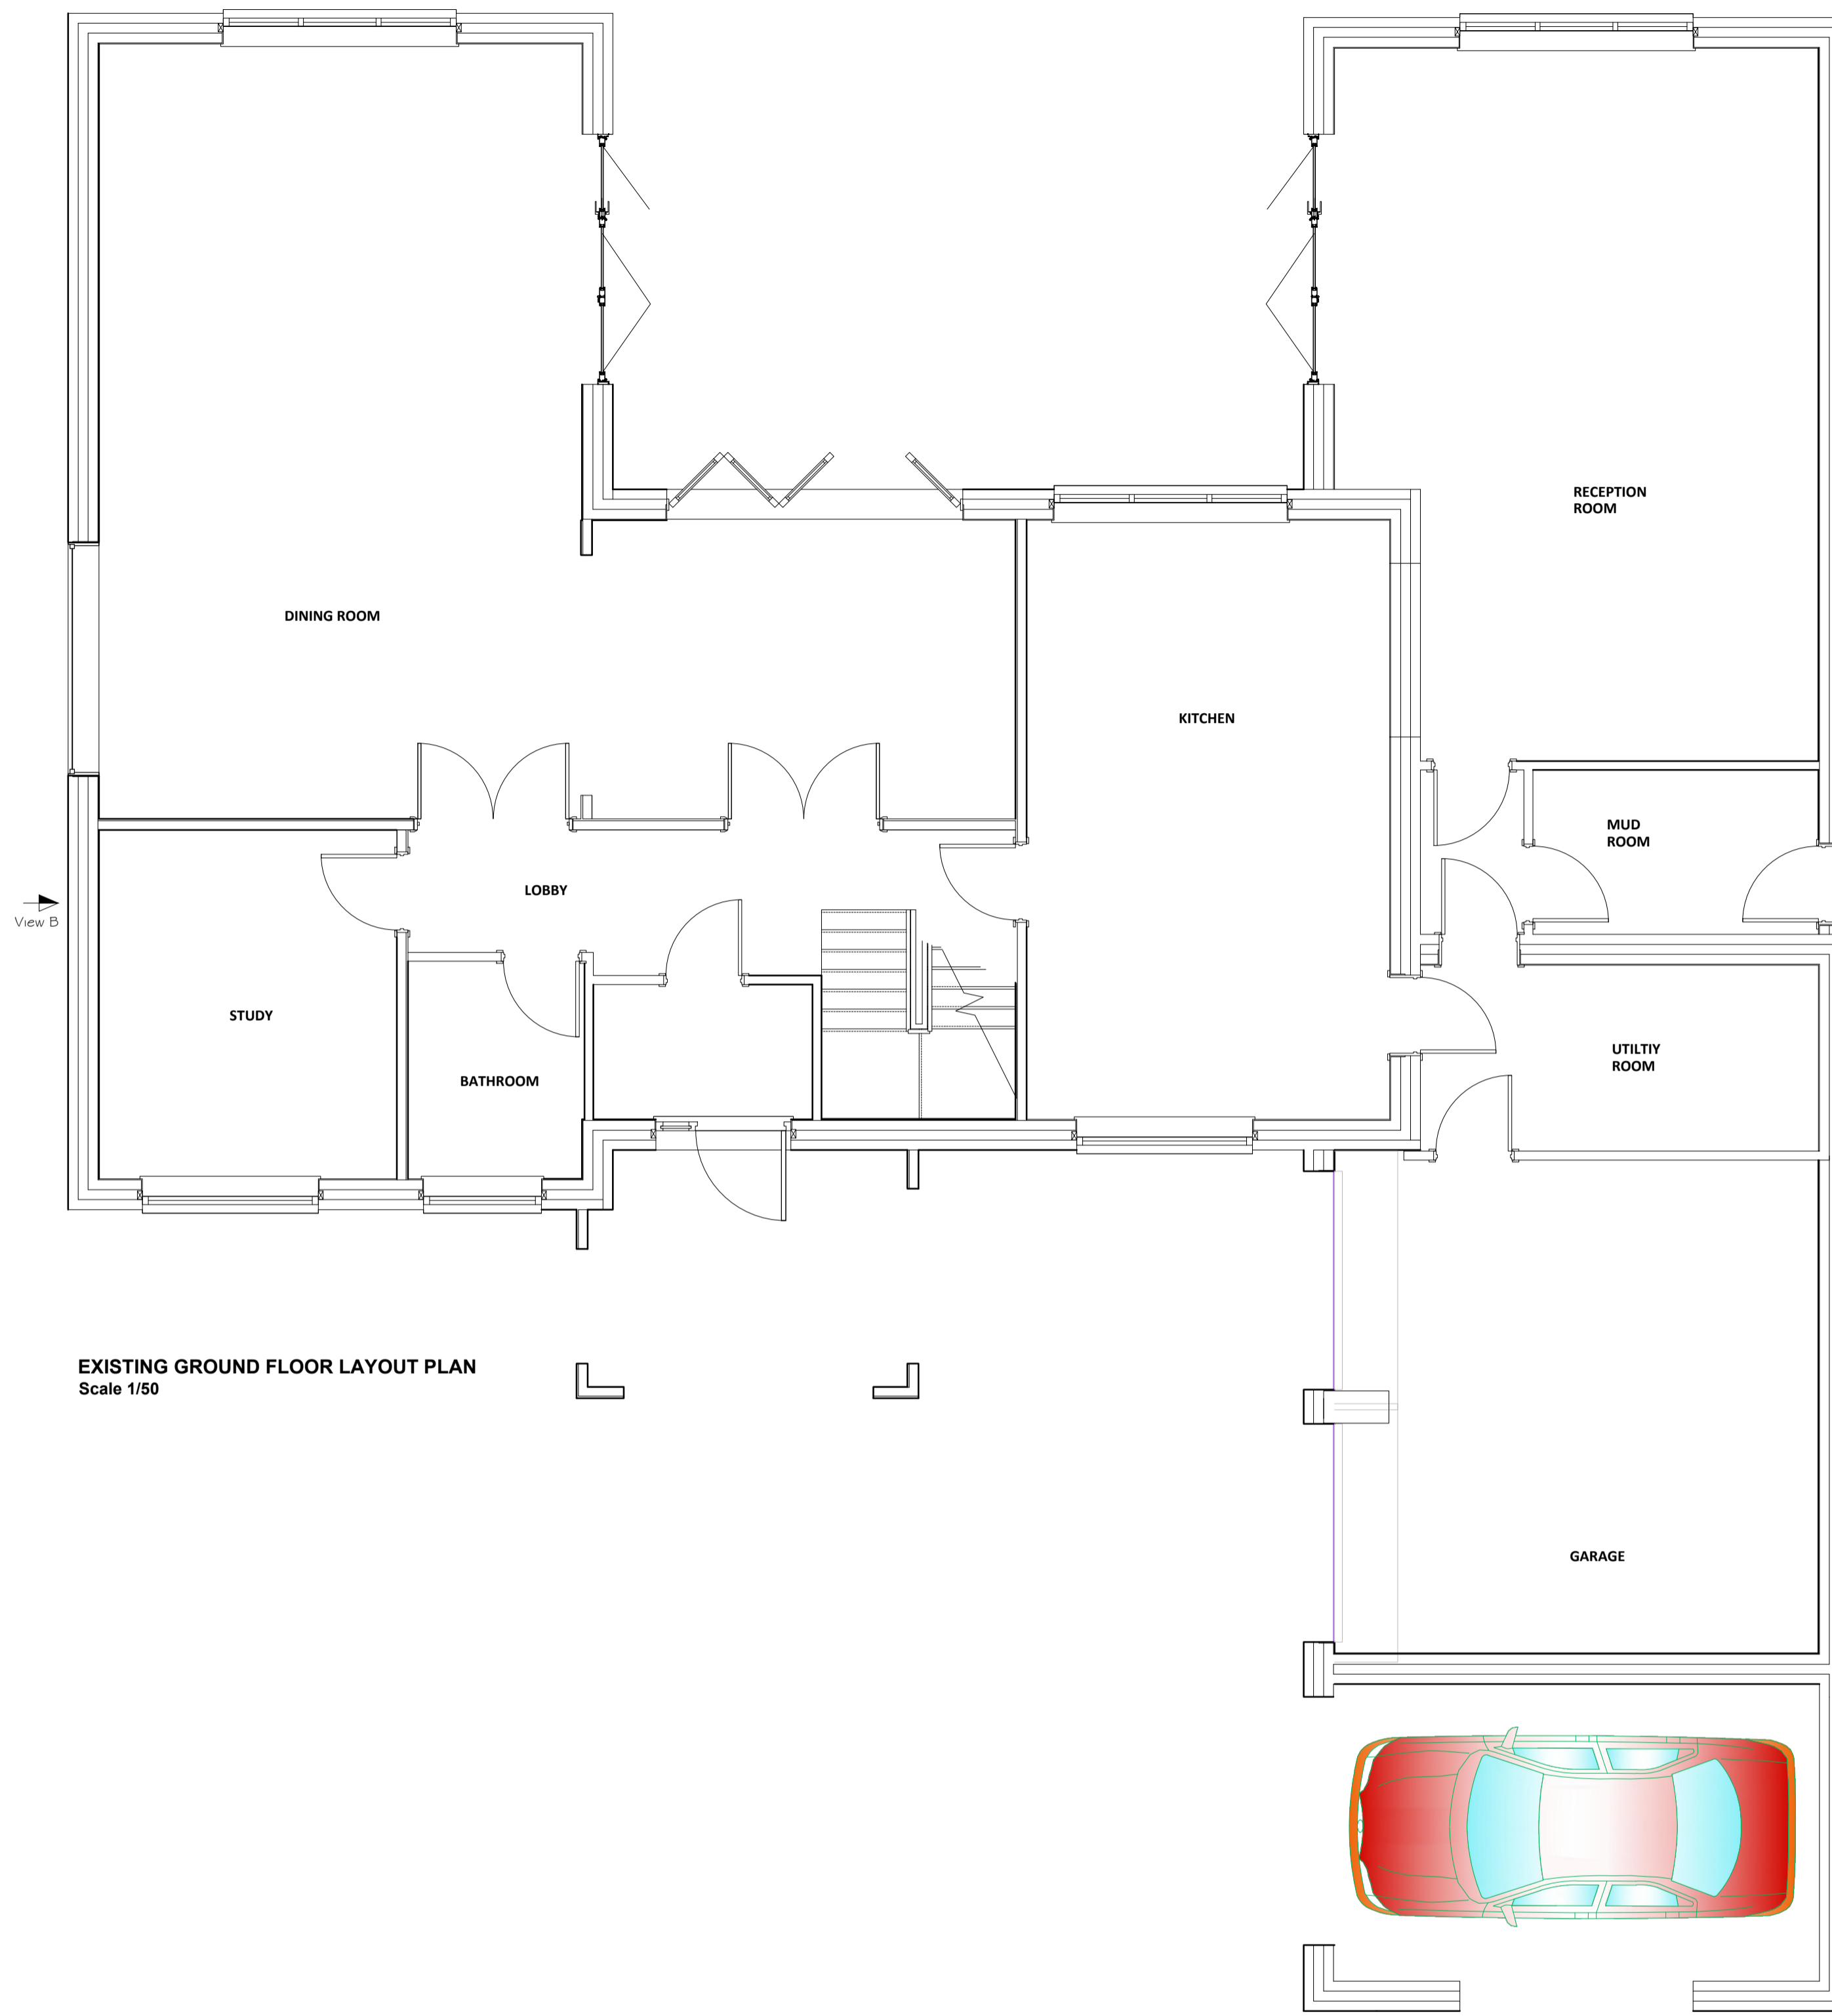 RECEPTION
ROOM
DINING ROOM
KITCHEN
MUD
ROOM
LOBBY
View B
STUDY
UTILTIY
ROOM
BATHROOM
EXISTING GROUND FLOOR LAYOUT PLAN
Scale 1/50
GARAGE